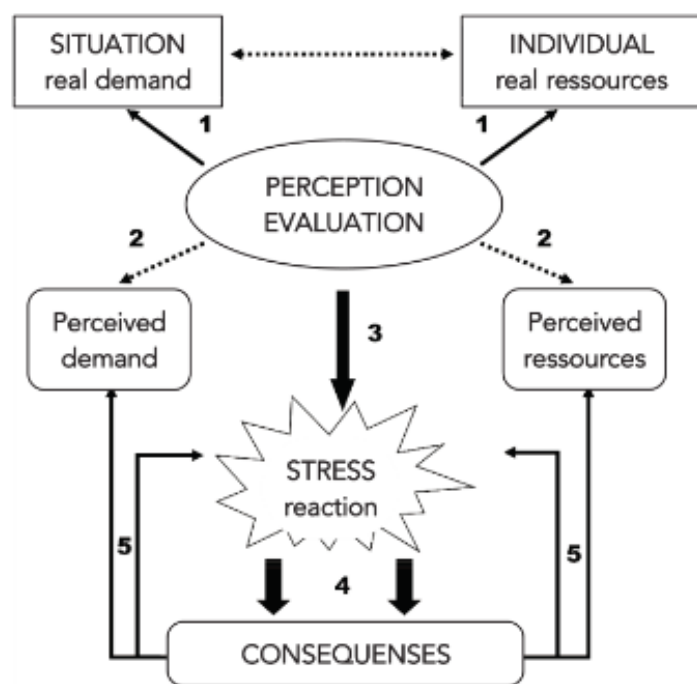 SITUATION
real demand
INDIVIDUAL
real ressources
1
1
PERCEPTION
EVALUATION
2
2
Perceived
demand
3
Perceived
ressources
STRESS
reaction
5
4
5
CONSEQUENSES